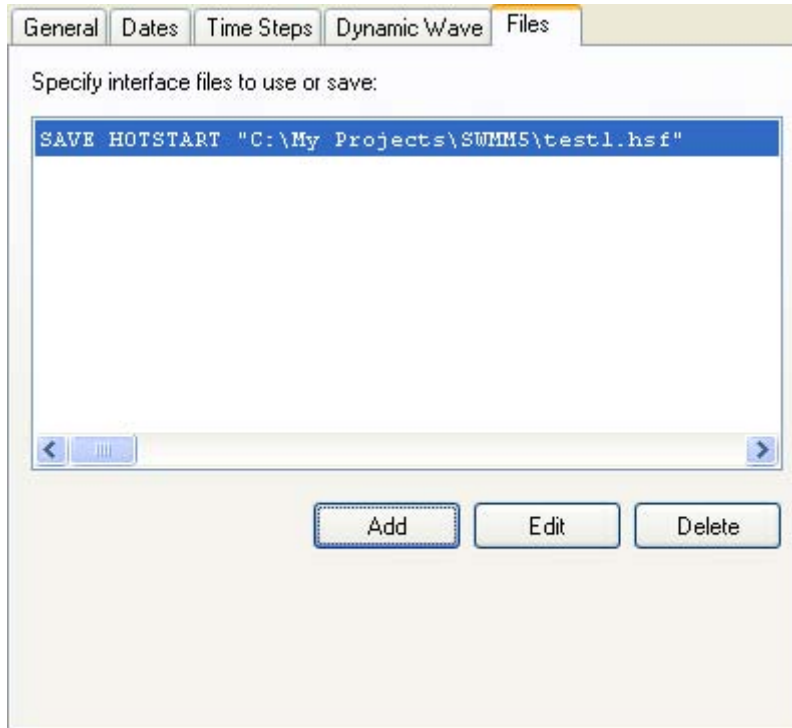 General Dates Time Steps Dynamic Wave Files
Specify interface files to use or save:
SAVE HOTSTART "C:\My Projects\SWMM5\test1.hsf"
Add Edit Delete